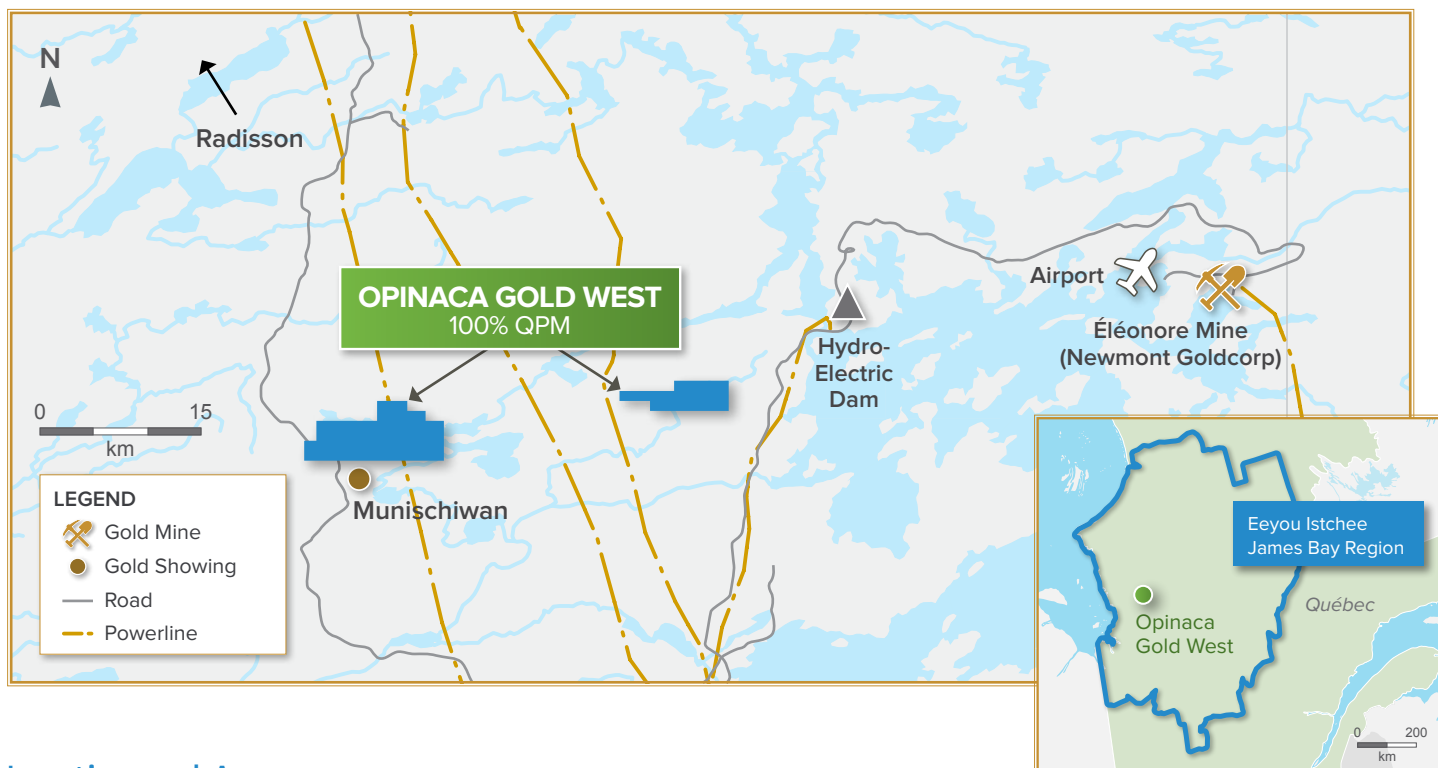 N
Radisson
OPINACA GOLD WEST
100% QPM
Airport
Éléonore Mine
(Newmont Goldcorp)
Hydro-
Electric
Dam
0 15
km
Munischiwan
LEGEND
Gold Mine
Gold Showing
Road
Powerline
Eeyou Istchee
James Bay Region
Québec
Opinaca
Gold West
0 200
km